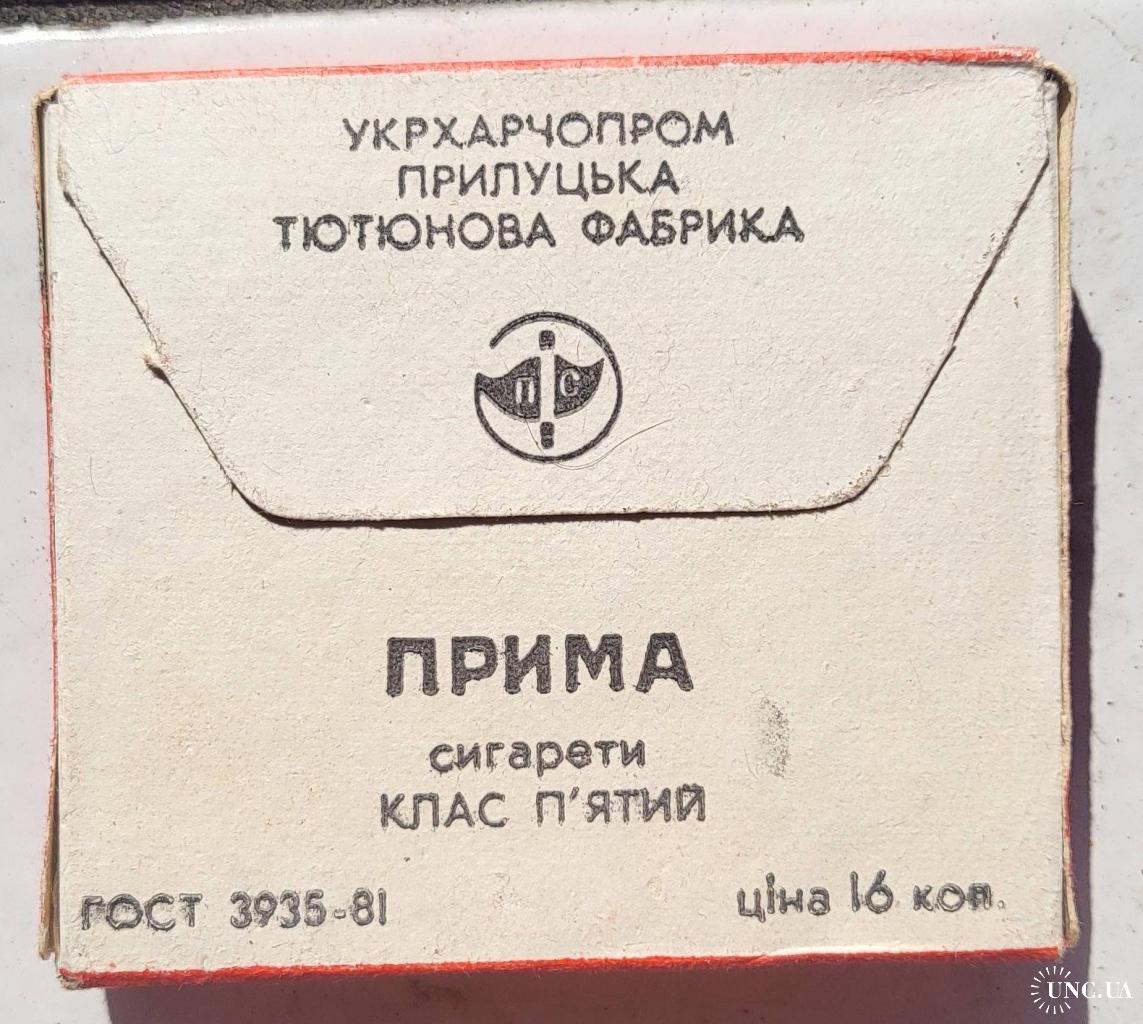 УКРХАРЧОПРОМ
ПРИЛУЦЬКА
ТЮТЮНОВА ФАБРИКА
П С
ПРИМА
сигарети
КЛАС П'ЯТИЙ
ГОСТ 3935-81
ціна 16 коп.
UNC.UA